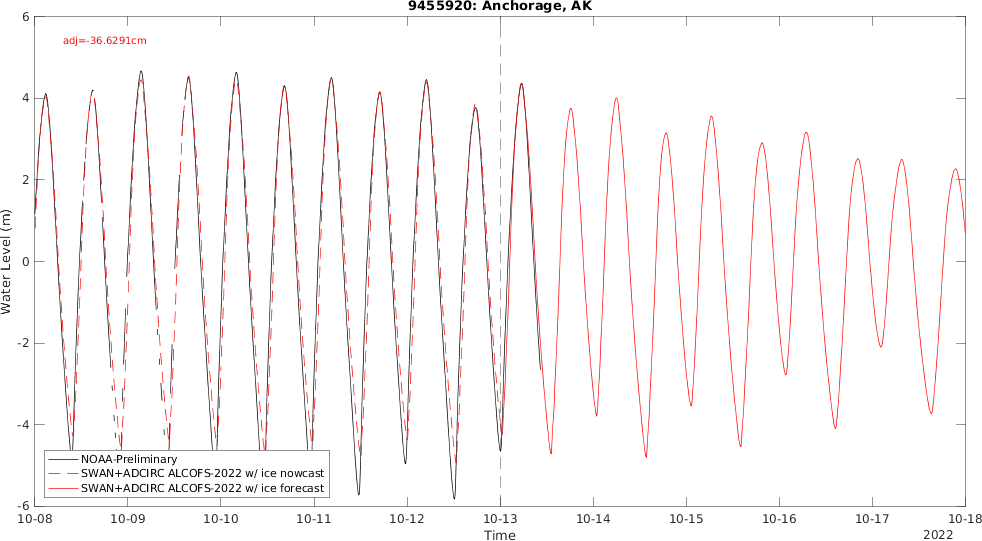 9455920: Anchorage, AK
adj=-36.6291cm
6
4
2
0
-2
-4
-6
Water Level (m)
NOAA-Preliminary
SWAN+ADCIRC ALCOFS-2022 w/ ice nowcast
SWAN+ADCIRC ALCOFS-2022 w/ ice forecast
10-08 10-09 10-10 10-11 10-12 10-13 10-14 10-15 10-16 10-17 10-18
Time
2022